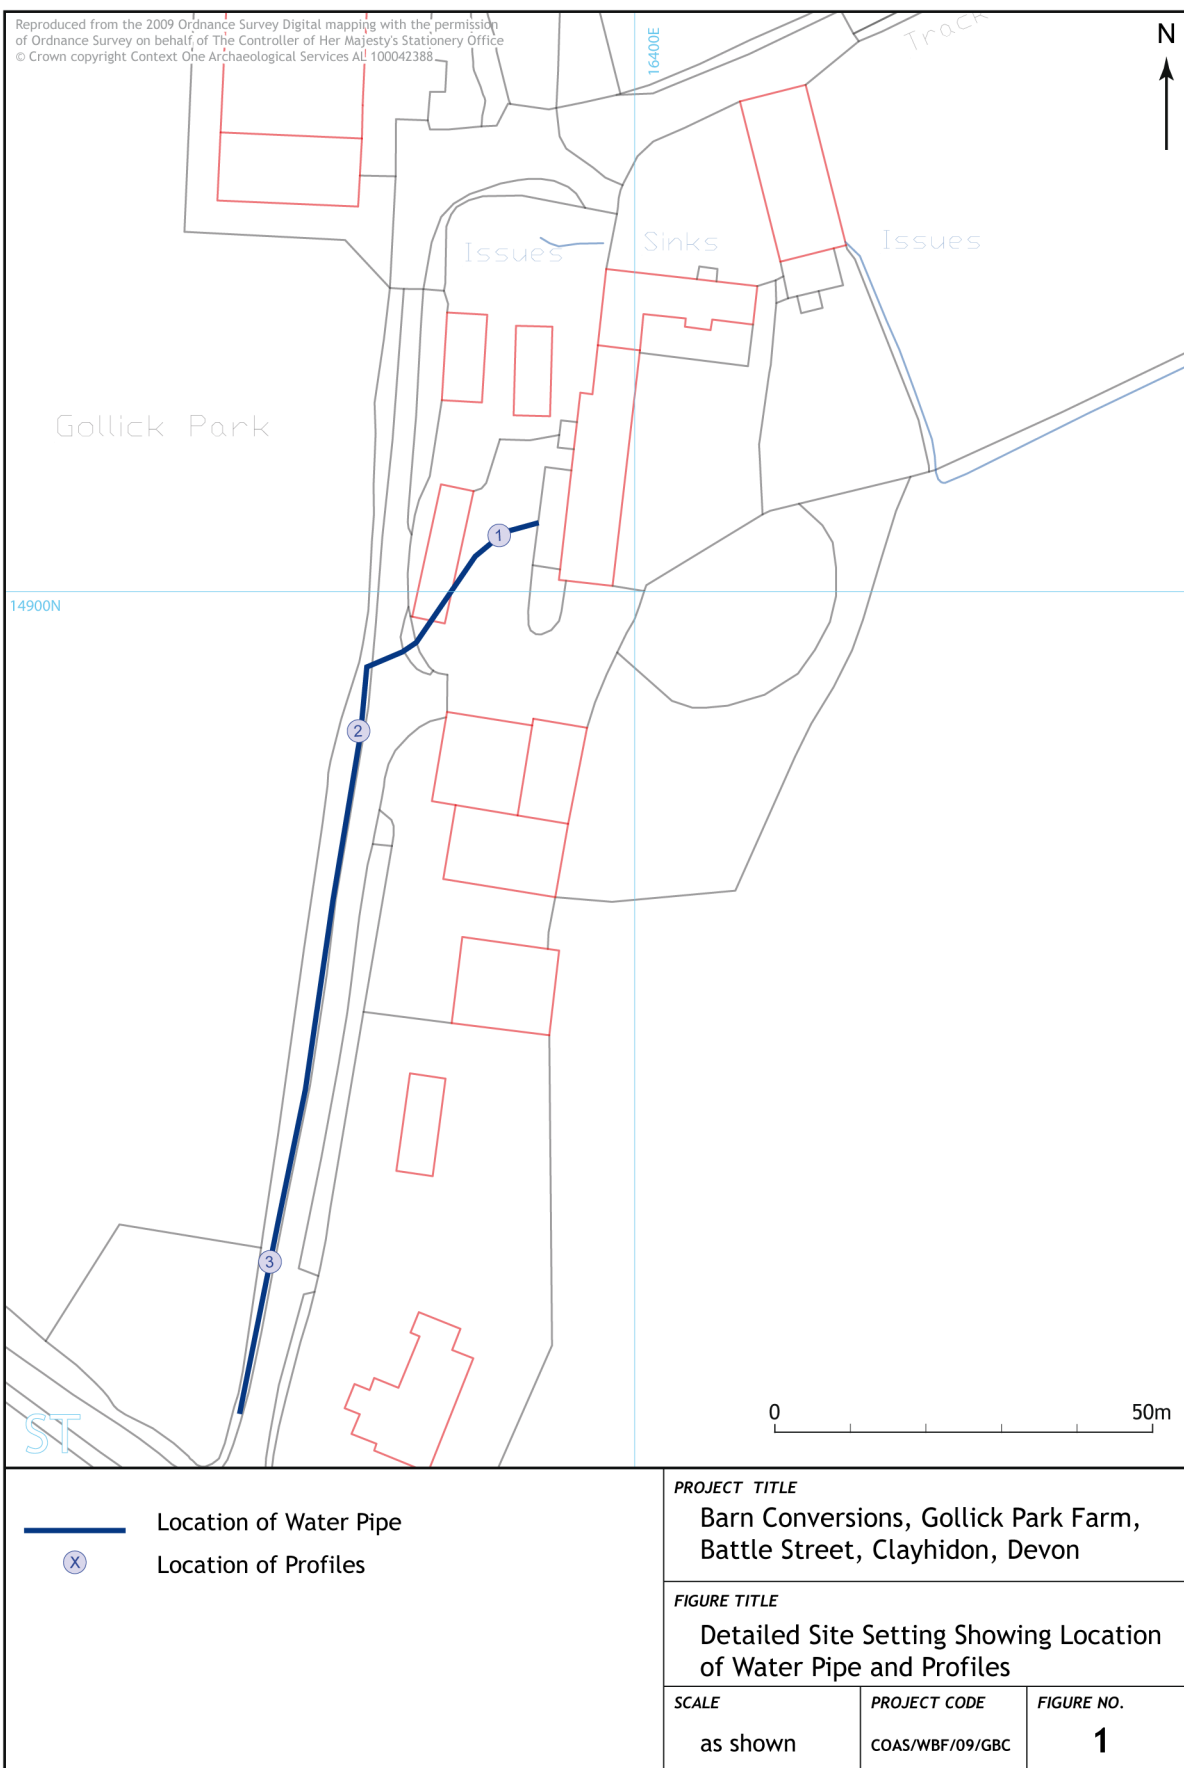 Reproduced from the 2009 Ordnance Survey Digital mapping with the permission
of Ordnance Survey on behalf of The Controller of Her Majesty's Stationery Office
© Crown copyright Context One Archaeological Services AL 100042388
16400E
Track
N
Issues
Sinks
Issues
Gollick Park
1
14900N
2
3
0
50m
ST
Location of Water Pipe
X
Location of Profiles
PROJECT TITLE
Barn Conversions, Gollick Park Farm,
Battle Street, Clayhidon, Devon
FIGURE TITLE
Detailed Site Setting Showing Location
of Water Pipe and Profiles
SCALE
as shown
PROJECT CODE
COAS/WBF/09/GBC
FIGURE NO.
1